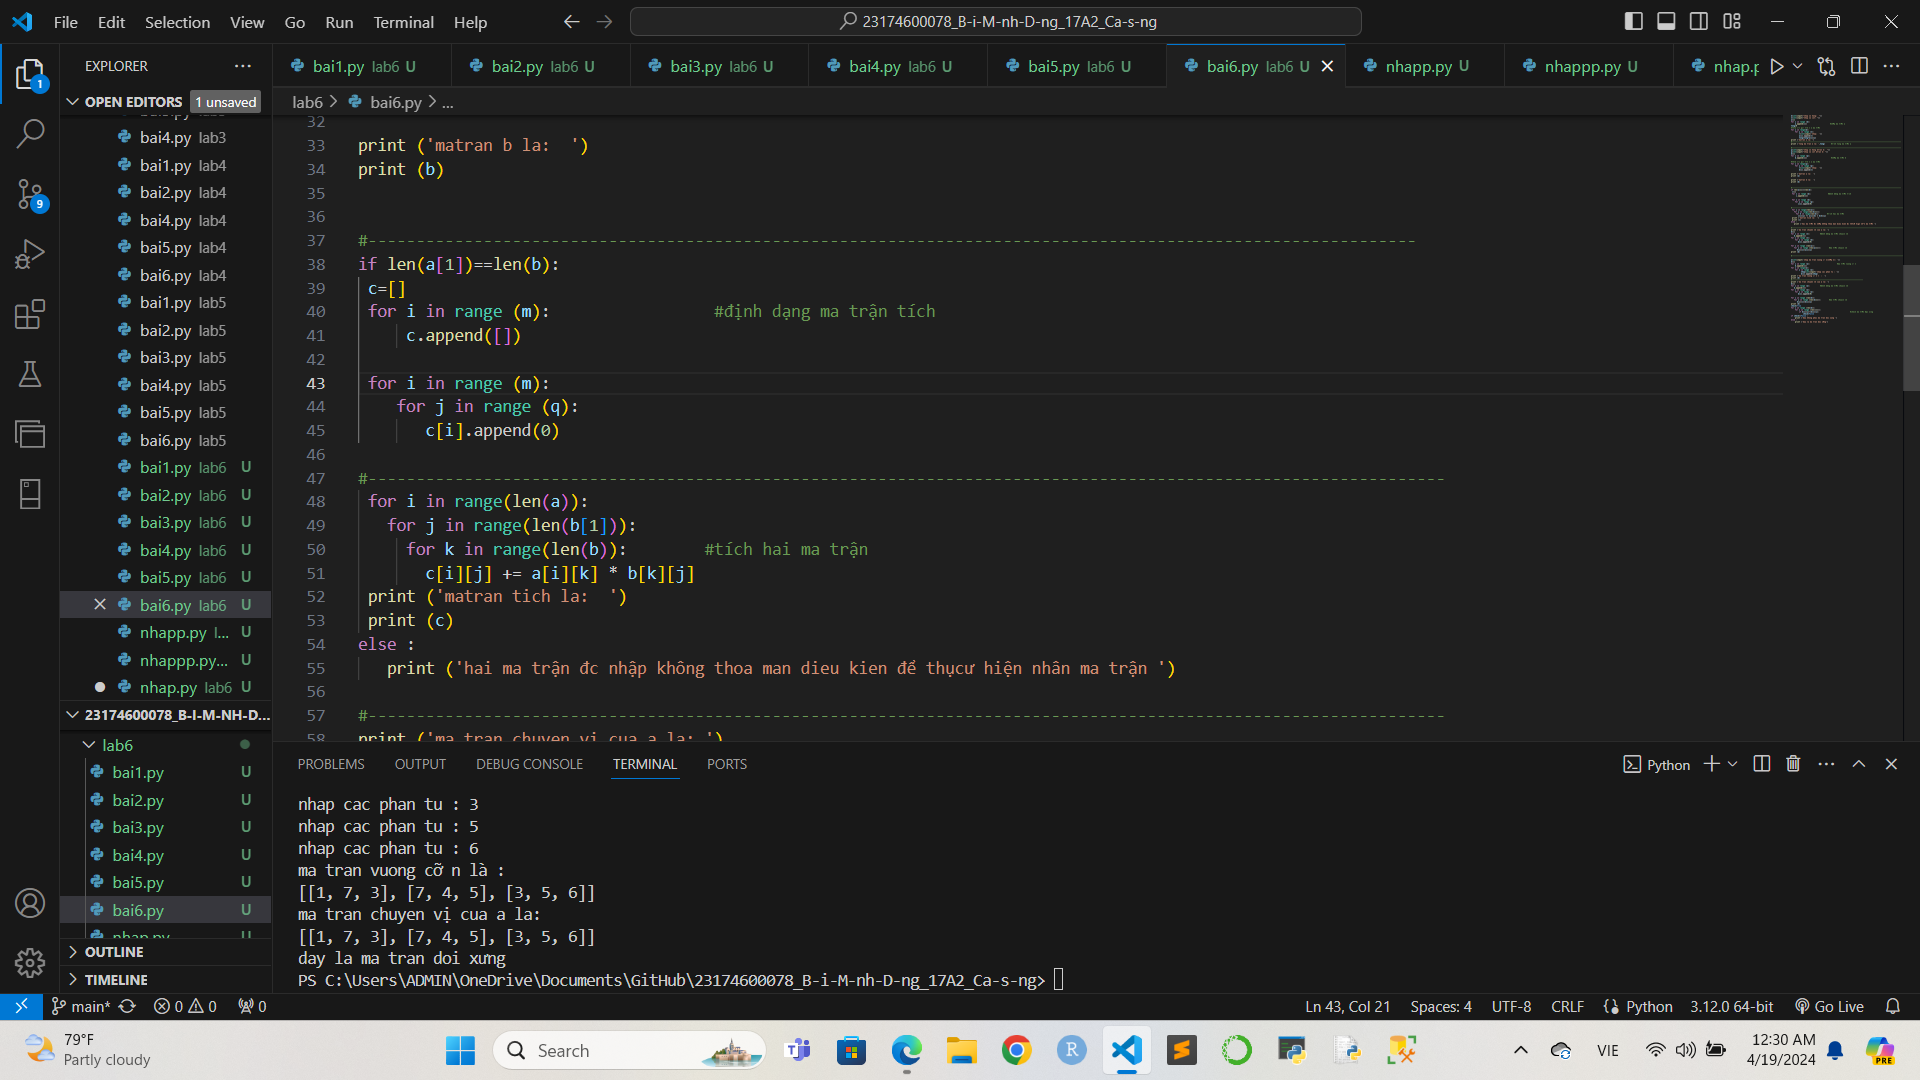 File Edit Selection View Go Run Terminal Help
23174600078_B-i-M-nh-D-ng_17A2_Ca-s-ng
EXPLORER
OPEN EDITORS 1 unsaved
bai4.py lab3
bai1.py lab4
bai2.py lab4
bai4.py lab4
bai5.py lab4
bai6.py lab4
bai1.py lab5
bai2.py lab5
bai3.py lab5
bai4.py lab5
bai5.py lab5
bai6.py lab5
bai1.py lab6 U
bai2.py lab6 U
bai3.py lab6 U
bai4.py lab6 U
bai5.py lab6 U
bai6.py lab6 U
nhapp.py l... U
nhappp.py... U
nhap.py lab6 U
23174600078_B-I-M-NH-D...
lab6
bai1.py U
bai2.py U
bai3.py U
bai4.py U
bai5.py U
bai6.py U
nhap.py U
OUTLINE
TIMELINE
1
9
bai1.py lab6 U
bai2.py lab6 U
bai3.py lab6 U
bai4.py lab6 U
bai5.py lab6 U
bai6.py lab6 U
nhapp.py U
nhappp.py U
nhap.p
lab6 > bai6.py > ...
32
33 print ('matran b la:  ')
34 print (b)
35
36
37 #-------------------------------------------------------------------------------------------------------------
38 if len(a[1])==len(b):
39 c=[]
40 for i in range (m): #định dạng ma trận tích
41 c.append([])
42
43 for i in range (m):
44 for j in range (q):
45 c[i].append(0)
46
47 #----------------------------------------------------------------------------------------------------------------
48 for i in range(len(a)):
49 for j in range(len(b[1])):
50 for k in range(len(b)): #tích hai ma trận
51 c[i][j] += a[i][k] * b[k][j]
52 print ('matran tich la:  ')
53 print (c)
54 else :
55 print ('hai ma trận đc nhập không thoa man dieu kien để thụcư hiện nhân ma trận ')
56
57 #----------------------------------------------------------------------------------------------------------------
58 print ('ma tran chuyen vi cua a la: ')
PROBLEMS OUTPUT DEBUG CONSOLE TERMINAL PORTS
Python
nhap cac phan tu : 3
nhap cac phan tu : 5
nhap cac phan tu : 6
ma tran vuong cỡ n là :
[[1, 7, 3], [7, 4, 5], [3, 5, 6]]
ma tran chuyen vị cua a la:
[[1, 7, 3], [7, 4, 5], [3, 5, 6]]
day la ma tran doi xưng
PS C:\Users\ADMIN\OneDrive\Documents\GitHub\23174600078_B-i-M-nh-D-ng_17A2_Ca-s-ng>
main* 0 0 0
Ln 43, Col 21 Spaces: 4 UTF-8 CRLF Python 3.12.0 64-bit Go Live
79°F
Partly cloudy
Search
VIE
12:30 AM
4/19/2024
PRE